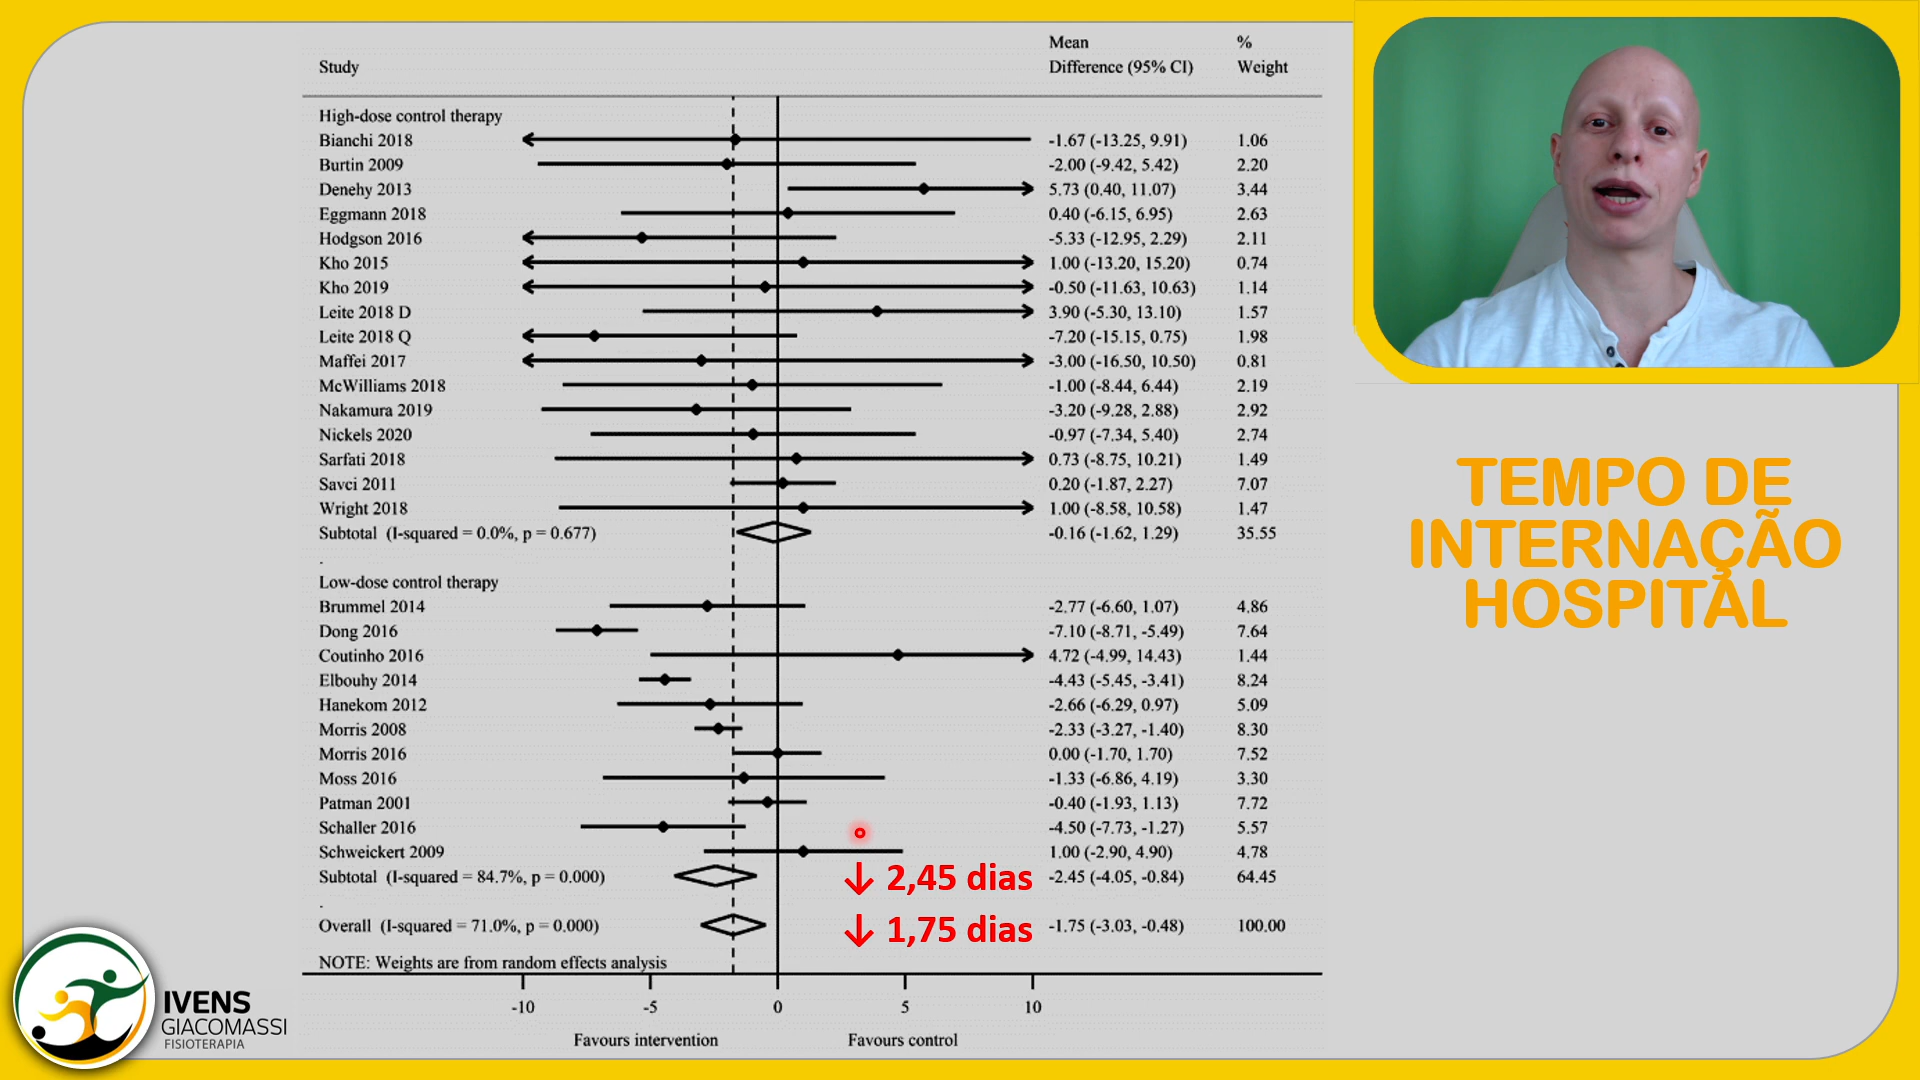 Study Mean Difference (95% CI) % Weight
High-dose control therapy
Bianchi 2018 -1.67 (-13.25, 9.91) 1.06
Burtin 2009 -2.00 (-9.42, 5.42) 2.20
Denehy 2013 5.73 (0.40, 11.07) 3.44
Eggmann 2018 0.40 (-6.15, 6.95) 2.63
Hodgson 2016 -5.33 (-12.95, 2.29) 2.11
Kho 2015 1.00 (-13.20, 15.20) 0.74
Kho 2019 -0.50 (-11.63, 10.63) 1.14
Leite 2018 D 3.90 (-5.30, 13.10) 1.57
Leite 2018 Q -7.20 (-15.15, 0.75) 1.98
Maffei 2017 -3.00 (-16.50, 10.50) 0.81
McWilliams 2018 -1.00 (-8.44, 6.44) 2.19
Nakamura 2019 -3.20 (-9.28, 2.88) 2.92
Nickels 2020 -0.97 (-7.34, 5.40) 2.74
Sarfati 2018 0.73 (-8.75, 10.21) 1.49
Savci 2011 0.20 (-1.87, 2.27) 7.07
Wright 2018 1.00 (-8.58, 10.58) 1.47
Subtotal (I-squared = 0.0%, p = 0.677) -0.16 (-1.62, 1.29) 35.55
.
Low-dose control therapy
Brummel 2014 -2.77 (-6.60, 1.07) 4.86
Dong 2016 -7.10 (-8.71, -5.49) 7.64
Coutinho 2016 4.72 (-4.99, 14.43) 1.44
Elbouhy 2014 -4.43 (-5.45, -3.41) 8.24
Hanekom 2012 -2.66 (-6.29, 0.97) 5.09
Morris 2008 -2.33 (-3.27, -1.40) 8.30
Morris 2016 0.00 (-1.70, 1.70) 7.52
Moss 2016 -1.33 (-6.86, 4.19) 3.30
Patman 2001 -0.40 (-1.93, 1.13) 7.72
Schaller 2016 -4.50 (-7.73, -1.27) 5.57
Schweickert 2009 1.00 (-2.90, 4.90) 4.78
Subtotal (I-squared = 84.7%, p = 0.000) ↓ 2,45 dias -2.45 (-4.05, -0.84) 64.45
.
Overall (I-squared = 71.0%, p = 0.000) ↓ 1,75 dias -1.75 (-3.03, -0.48) 100.00
NOTE: Weights are from random effects analysis
-10 -5 0 5 10
Favours intervention Favours control
TEMPO DE
INTERNAÇÃO
HOSPITAL
IVENS
GIACOMASSI
FISIOTERAPIA